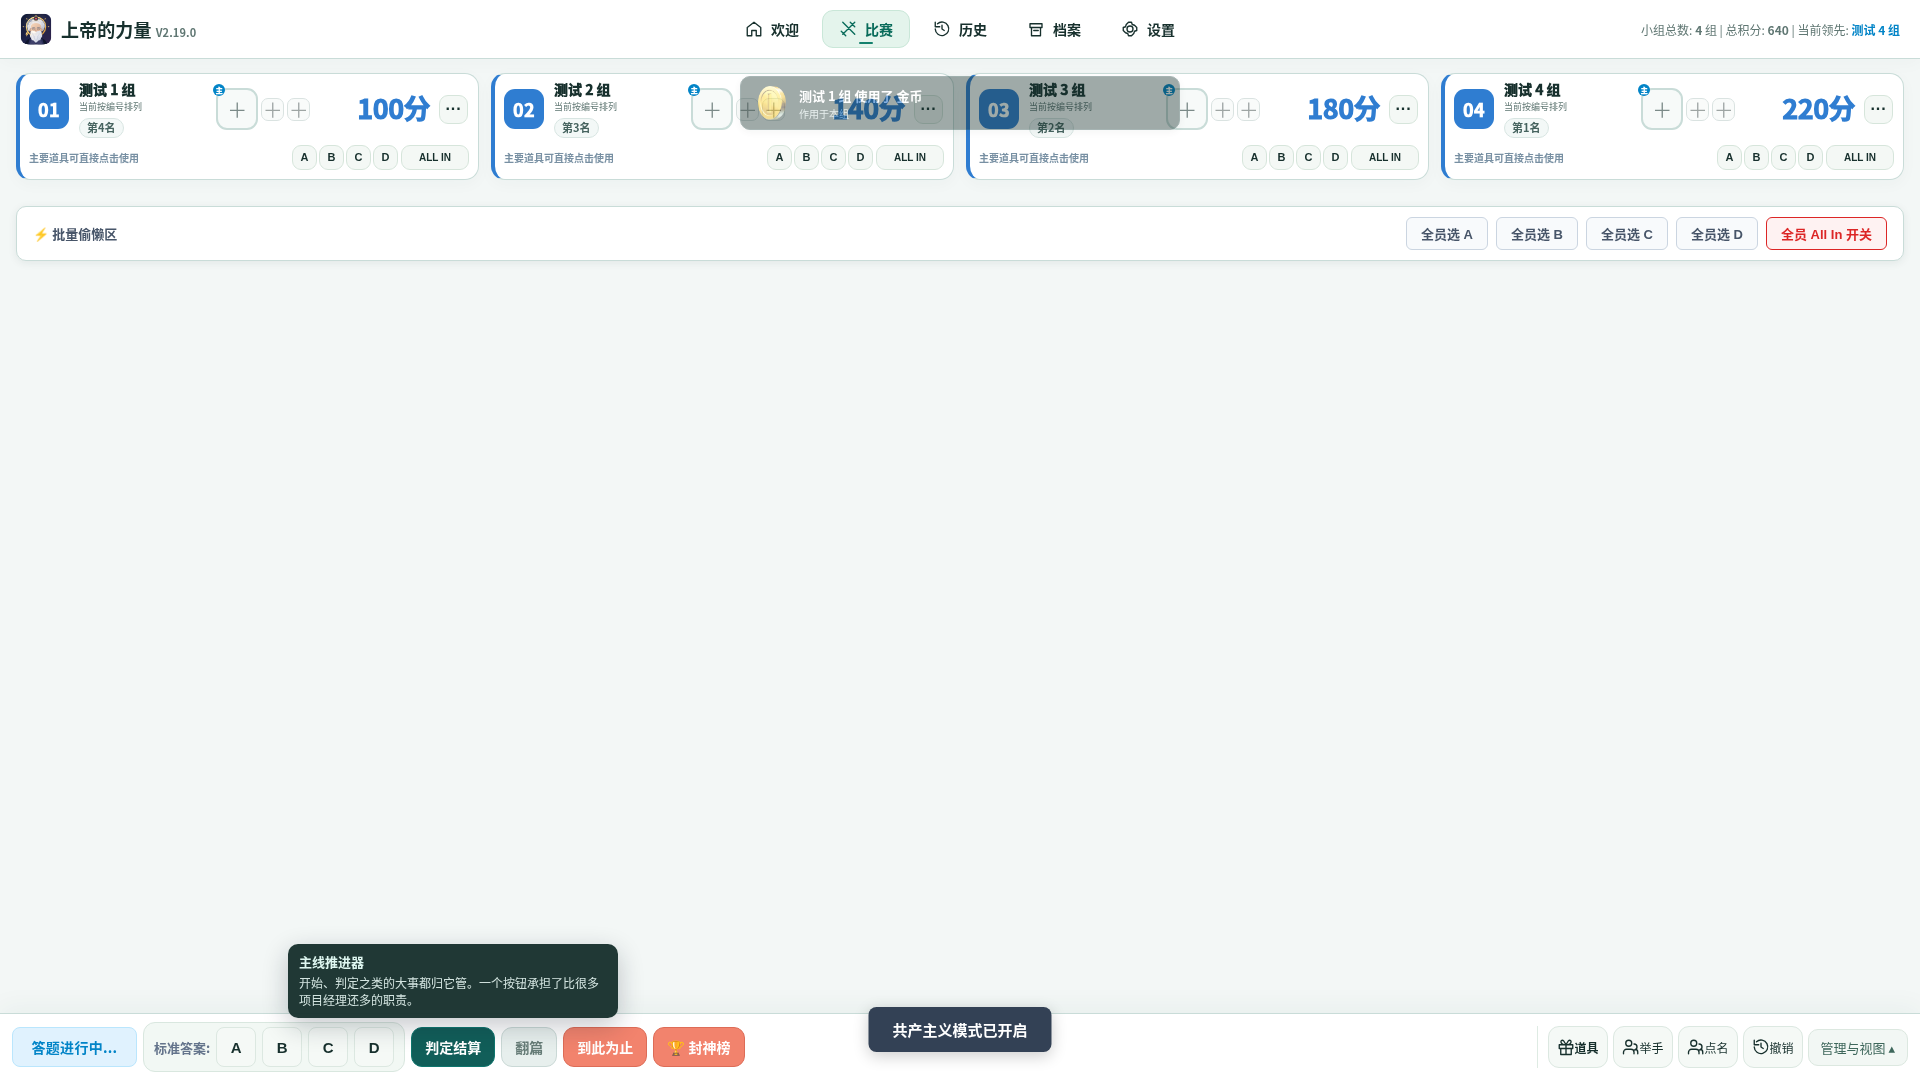 上帝的力量 V2.19.0
欢迎
比赛
历史
档案
设置
小组总数: 4 组 | 总积分: 640 | 当前领先: 测试 4 组
01
测试 1 组
当前按编号排列
第4名
主
100分
...
主要道具可直接点击使用
A B C D ALL IN
02
测试 2 组
当前按编号排列
第3名
主
140分
...
主要道具可直接点击使用
A B C D ALL IN
测试 1 组 使用了 金币
作用于本组
03
测试 3 组
当前按编号排列
第2名
主
180分
...
主要道具可直接点击使用
A B C D ALL IN
04
测试 4 组
当前按编号排列
第1名
主
220分
...
主要道具可直接点击使用
A B C D ALL IN
⚡ 批量偷懒区
全员选 A
全员选 B
全员选 C
全员选 D
全员 All In 开关
主线推进器
开始、判定之类的大事都归它管。一个按钮承担了比很多
项目经理还多的职责。
共产主义模式已开启
答题进行中...
标准答案: A B C D
判定结算
翻篇
到此为止
🏆 封神榜
道具
举手
点名
撤销
管理与视图 ▴